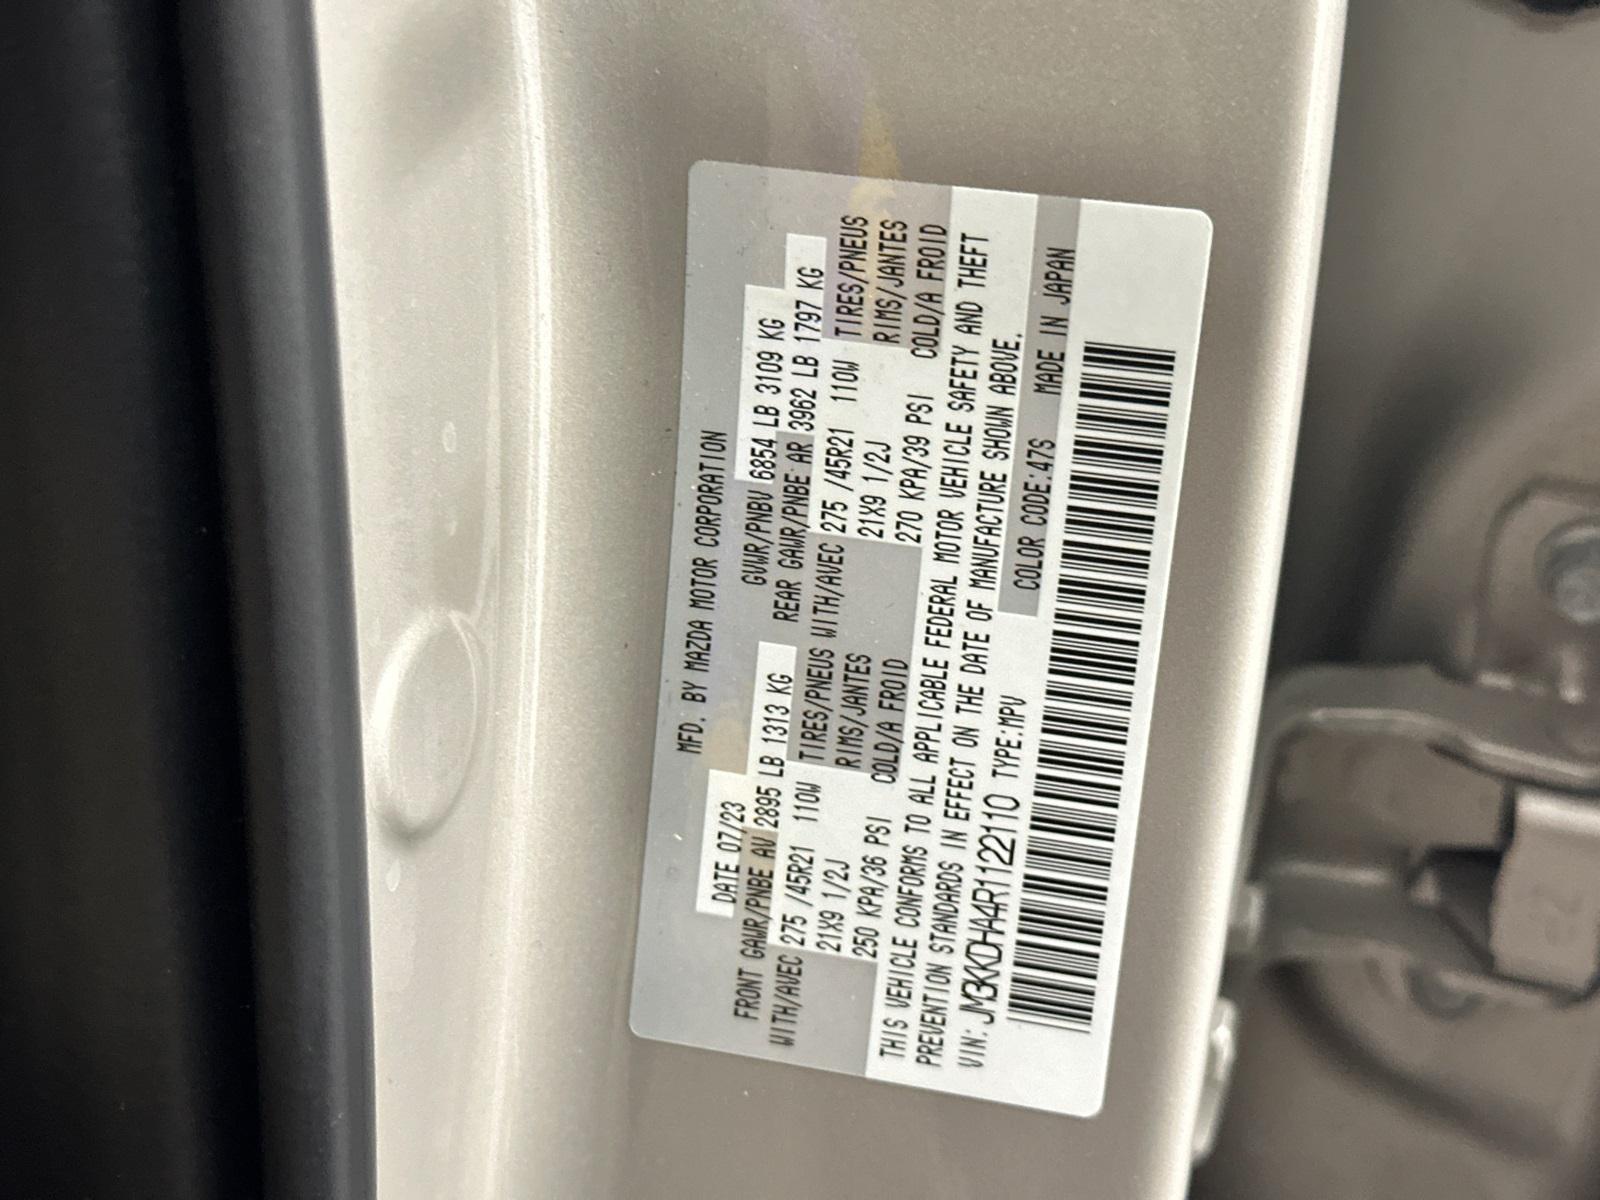 MFD. BY MAZDA MOTOR CORPORATION
DATE 07/23 GVWR/PNBV 6854 LB 3109 KG
FRONT GAWR/PNBE AV 2895 LB 1313 KG REAR GAWR/PNBE AR 3962 LB 1797 KG
WITH/AVEC 275 /45R21 110W TIRES/PNEUS WITH/AVEC 275 /45R21 110W TIRES/PNEUS
21X9 1/2J RIMS/JANTES 21X9 1/2J RIMS/JANTES
250 KPA/36 PSI COLD/A FROID 270 KPA/39 PSI COLD/A FROID
THIS VEHICLE CONFORMS TO ALL APPLICABLE FEDERAL MOTOR VEHICLE SAFETY AND THEFT
PREVENTION STANDARDS IN EFFECT ON THE DATE OF MANUFACTURE SHOWN ABOVE.
VIN: JM3KKDHA4R1122110 TYPE:MPV COLOR CODE:47S MADE IN JAPAN